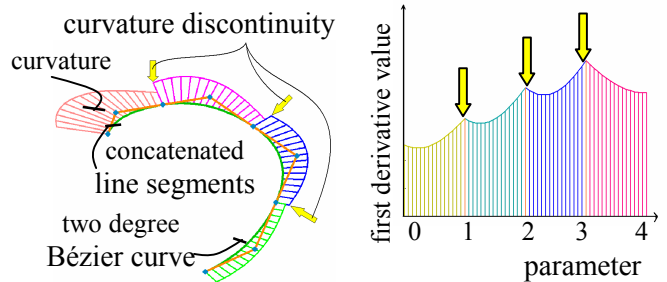 curvature discontinuity
curvature
concatenated
line segments
two degree
Bézier curve
first derivative value
0 1 2 3 4
parameter